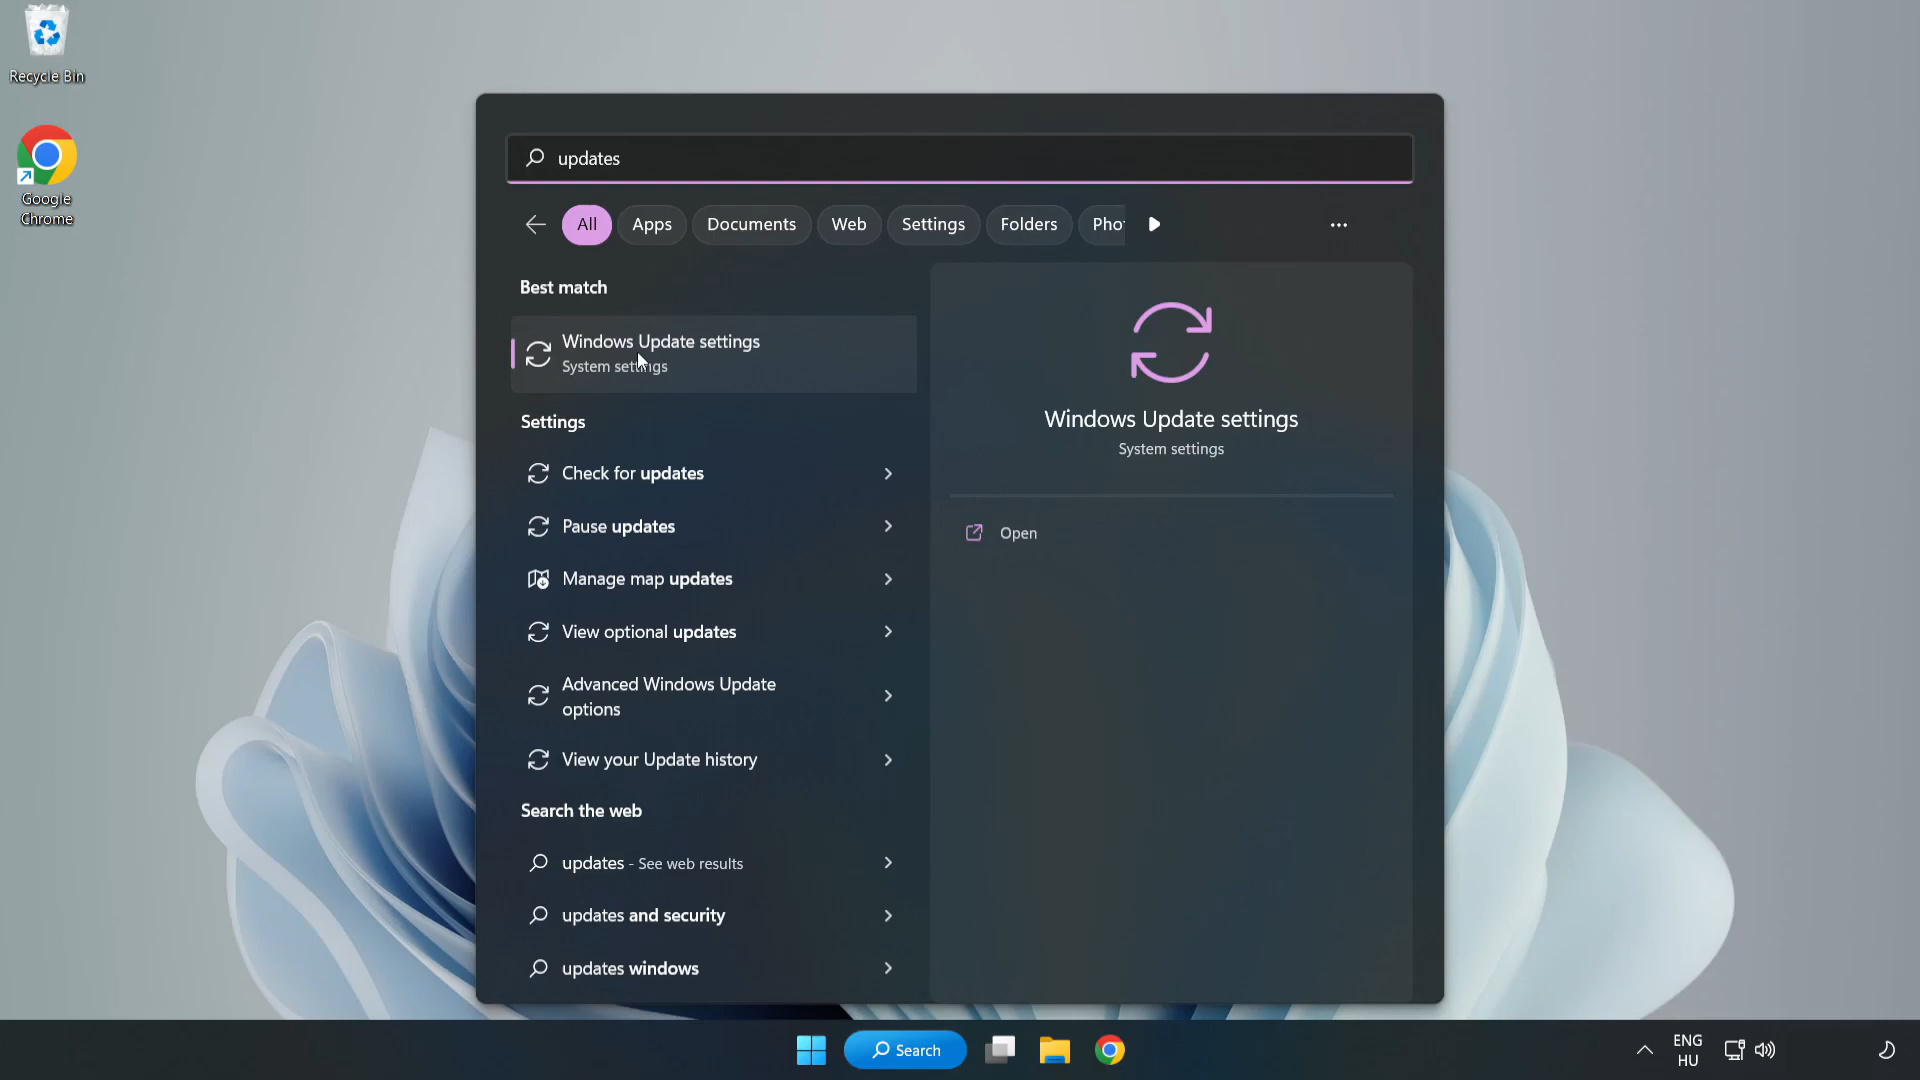 Recycle Bin
Google
Chrome
updates
All
Apps
Documents
Web
Settings
Folders
Best match
Windows Update settings
System settings
Settings
Check for updates
Pause updates
Manage map updates
View optional updates
Advanced Windows Update
options
View your Update history
Search the web
updates - See web results
updates and security
updates windows
Windows Update settings
System settings
Open
Search
ENG
HU